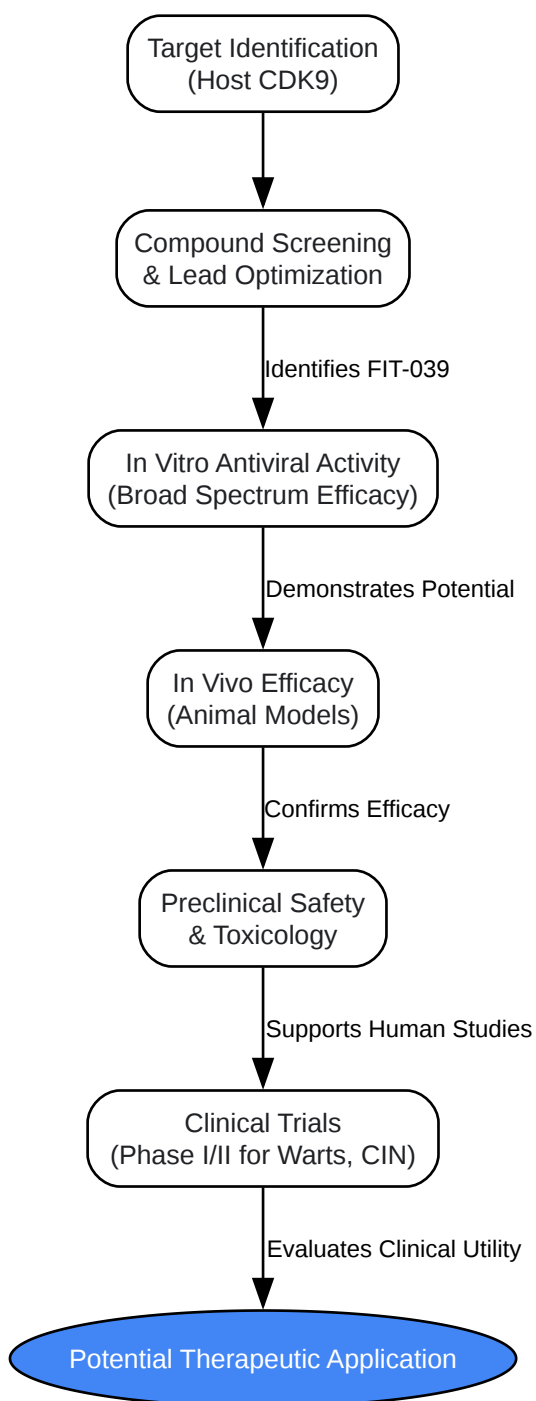 Target Identification
(Host CDK9)
Compound Screening
& Lead Optimization
Identifies FIT-039
In Vitro Antiviral Activity
(Broad Spectrum Efficacy)
Demonstrates Potential
In Vivo Efficacy
(Animal Models)
Confirms Efficacy
Preclinical Safety
& Toxicology
Supports Human Studies
Clinical Trials
(Phase I/II for Warts, CIN)
Evaluates Clinical Utility
Potential Therapeutic Application